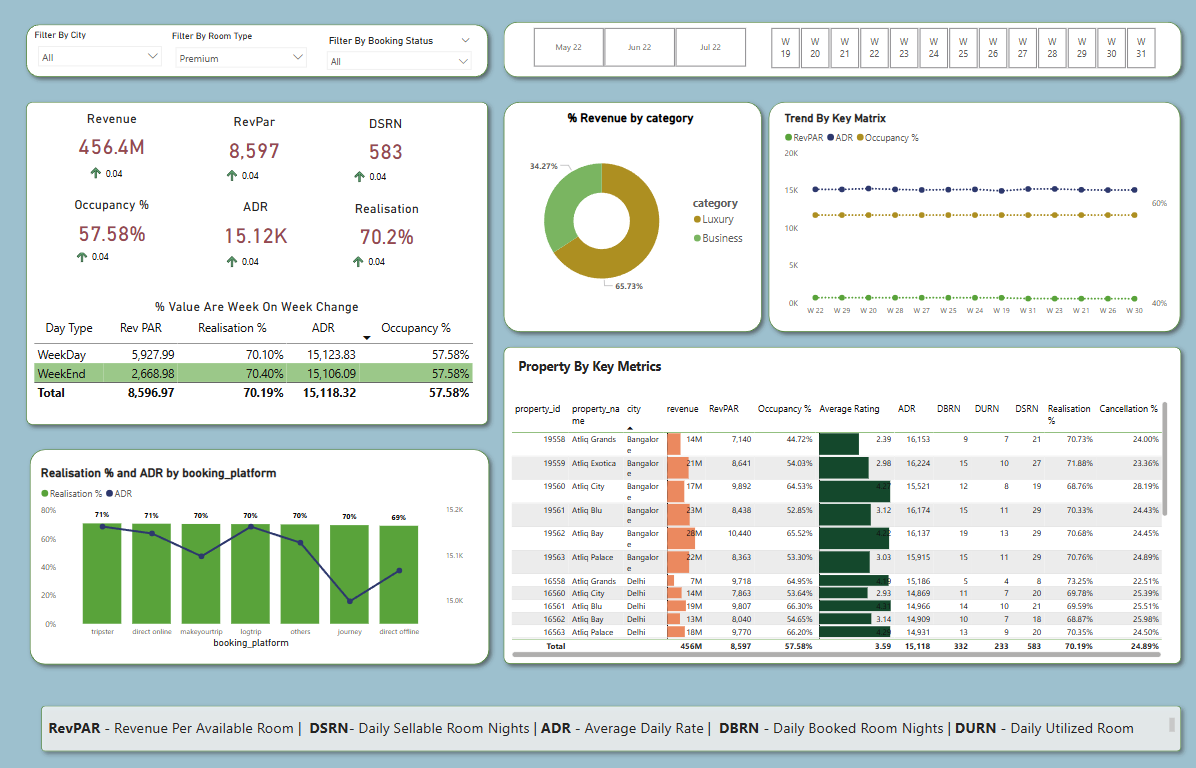 Filter By City
All
Filter By Room Type
Premium
Filter By Booking Status
All
May 22
Jun 22
Jul 22
W 19
W 20
W 21
W 22
W 23
W 24
W 25
W 26
W 27
W 28
W 29
W 30
W 31
Revenue
456.4M
0.04
RevPar
8,597
0.04
DSRN
583
0.04
Occupancy %
57.58%
0.04
ADR
15.12K
0.04
Realisation
70.2%
0.04
% Value Are Week On Week Change
Day Type Rev PAR Realisation % ADR Occupancy %
WeekDay 5,927.99 70.10% 15,123.83 57.58%
WeekEnd 2,668.98 70.40% 15,106.09 57.58%
Total 8,596.97 70.19% 15,118.32 57.58%
% Revenue by category
34.27%
65.73%
category
Luxury
Business
Trend By Key Matrix
RevPAR ADR Occupancy %
20K
15K
10K
5K
0K
60%
40%
W 22 W 29 W 20 W 28 W 27 W 25 W 24 W 19 W 31 W 23 W 21 W 26 W 30
Property By Key Metrics
property_id property_name city revenue RevPAR Occupancy % Average Rating ADR DBRN DURN DSRN Realisation % Cancellation %
19558 Atliq Grands Bangalore 14M 7,140 44.72% 2.39 16,153 9 7 21 70.73% 24.00%
19559 Atliq Exotica Bangalore 21M 8,641 54.03% 2.98 16,224 15 10 27 71.88% 23.36%
19560 Atliq City Bangalore 17M 9,892 64.53% 15,521 12 8 19 68.76% 28.19%
19561 Atliq Blu Bangalore 23M 8,438 52.85% 3.12 16,174 15 11 29 70.33% 24.43%
19562 Atliq Bay Bangalore 28M 10,440 65.52% 16,137 19 13 29 70.68% 24.45%
19563 Atliq Palace Bangalore 22M 8,363 53.30% 3.03 15,915 15 11 29 70.76% 24.89%
16558 Atliq Grands Delhi 7M 9,718 64.95% 15,186 5 4 8 73.25% 22.51%
16560 Atliq City Delhi 14M 7,863 53.64% 2.93 14,869 11 7 20 69.78% 25.39%
16561 Atliq Blu Delhi 19M 9,807 66.30% 14,966 14 10 21 69.59% 25.51%
16562 Atliq Bay Delhi 13M 8,040 54.65% 3.14 14,909 10 7 18 68.87% 25.98%
16563 Atliq Palace Delhi 18M 9,770 66.20% 14,931 13 9 20 70.35% 24.50%
Total 456M 8,597 57.58% 3.59 15,118 332 233 583 70.19% 24.89%
Realisation % and ADR by booking_platform
Realisation % ADR
80%
60%
40%
20%
0%
71% 71% 70% 70% 70% 70% 69%
15.2K
15.1K
15.0K
tripster direct online makeyourtrip logtrip others journey direct offline
booking_platform
RevPAR - Revenue Per Available Room | DSRN- Daily Sellable Room Nights | ADR - Average Daily Rate | DBRN - Daily Booked Room Nights | DURN - Daily Utilized Room